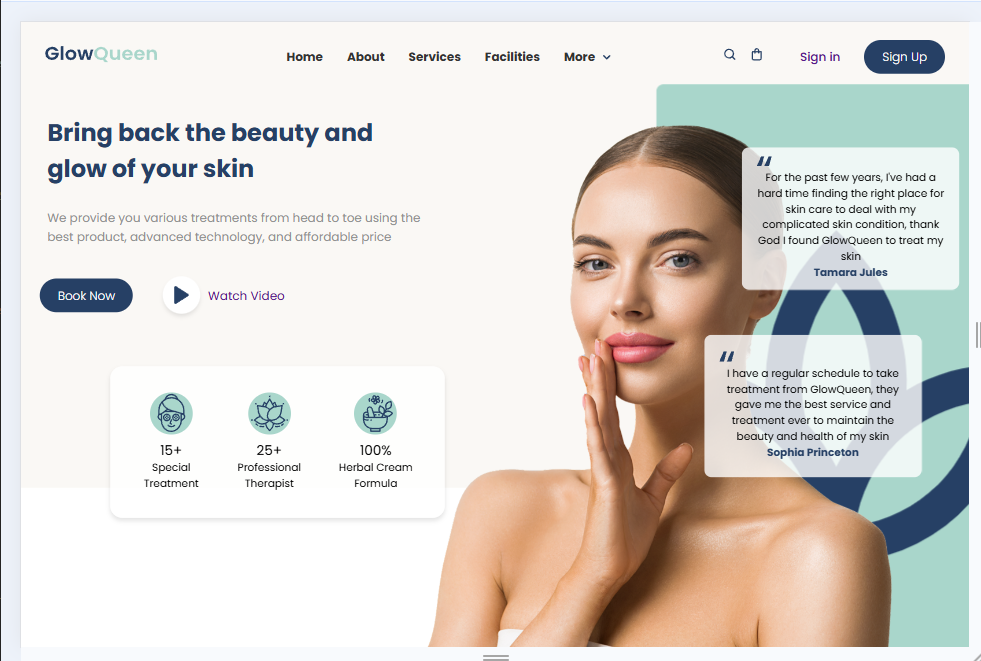 GlowQueen
Home About Services Facilities More
Sign in
Sign Up
Bring back the beauty and
glow of your skin
We provide you various treatments from head to toe using the
best product, advanced technology, and affordable price
Book Now
Watch Video
15+
Special
Treatment
25+
Professional
Therapist
100%
Herbal Cream
Formula
“
For the past few years, I've had a
hard time finding the right place for
skin care to deal with my
complicated skin condition, thank
God I found GlowQueen to treat my
skin
Tamara Jules
“
I have a regular schedule to take
treatment from GlowQueen, they
gave me the best service and
treatment ever to maintain the
beauty and health of my skin
Sophia Princeton